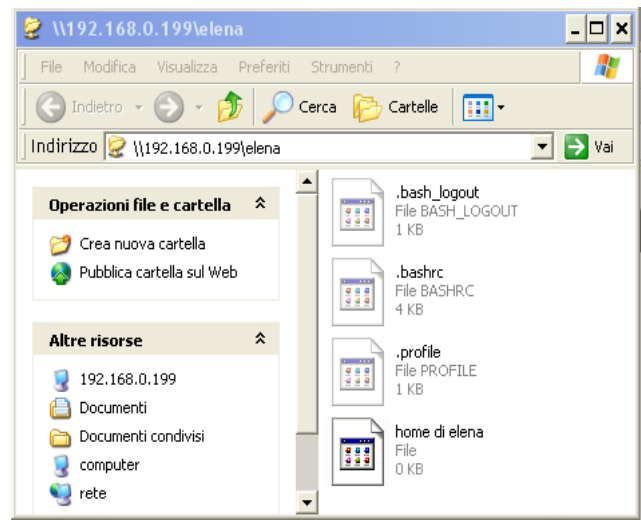 \\192.168.0.199\elena
File Modifica Visualizza Preferiti Strumenti ?
Indietro Cerca Cartelle
Indirizzo \\192.168.0.199\elena Vai
Operazioni file e cartella
Crea nuova cartella
Pubblica cartella sul Web
Altre risorse
192.168.0.199
Documenti
Documenti condivisi
computer
rete
.bash_logout
File BASH_LOGOUT
1 KB
.bashrc
File BASHRC
4 KB
.profile
File PROFILE
1 KB
home di elena
File
0 KB